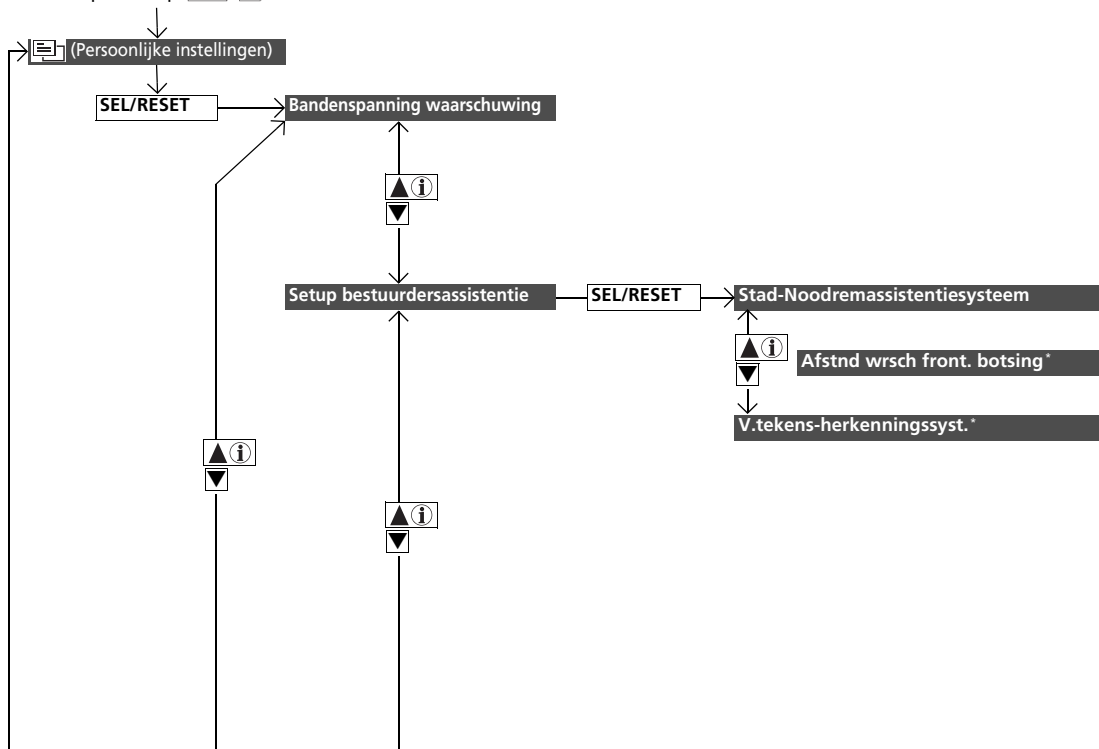 (Persoonlijke instellingen)
SEL/RESET
Bandenspanning waarschuwing
Setup bestuurdersassistentie
SEL/RESET
Stad-Noodremassistentiesysteem
Afstnd wrsch front. botsing*
V.tekens-herkenningssyst.*